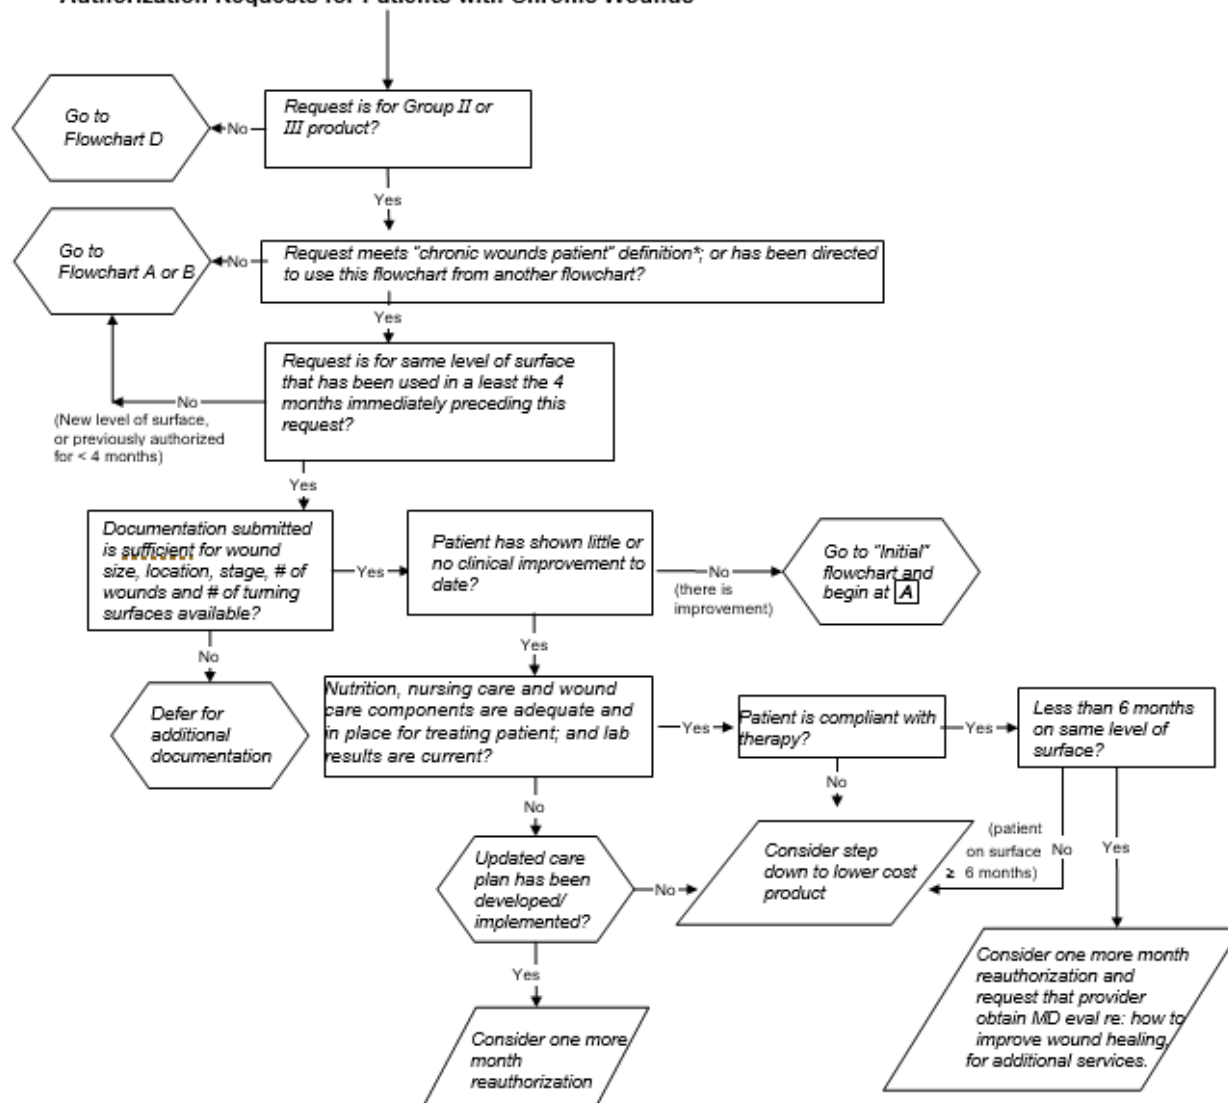 Authorization Requests for Patients with Chronic Wounds
Request is for Group II or
III product?
No
Go to
Flowchart D
Yes
Request meets "chronic wounds patient" definition*; or has been directed
to use this flowchart from another flowchart?
No
Go to
Flowchart A or B
Yes
Request is for same level of surface
that has been used in a least the 4
months immediately preceding this
request?
No
(New level of surface,
or previously authorized
for < 4 months)
Yes
Documentation submitted
is sufficient for wound
size, location, stage, # of
wounds and # of turning
surfaces available?
Yes
Patient has shown little or
no clinical improvement to
date?
No
(there is
improvement)
Go to "Initial"
flowchart and
begin at A
No
Defer for
additional
documentation
Yes
Nutrition, nursing care and wound
care components are adequate and
in place for treating patient; and lab
results are current?
Yes
Patient is compliant with
therapy?
Yes
Less than 6 months
on same level of
surface?
No
Updated care
plan has been
developed/
implemented?
No
No
Consider step
down to lower cost
product
(patient
on surface
≥ 6 months)
No
Yes
Yes
Consider one more
month
reauthorization
Consider one more month
reauthorization and
request that provider
obtain MD eval re: how to
improve wound healing,
for additional services.